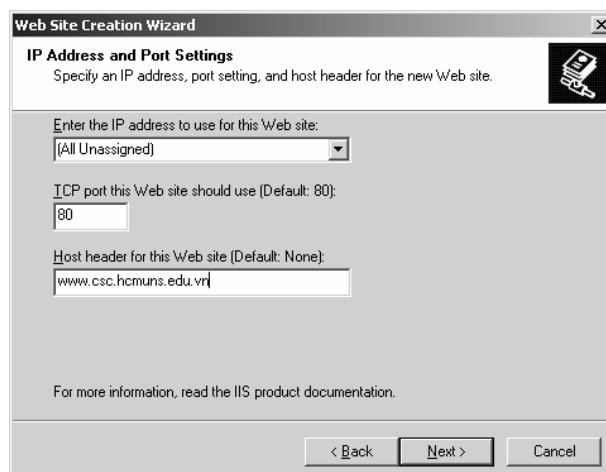 Web Site Creation Wizard
IP Address and Port Settings
Specify an IP address, port setting, and host header for the new Web site.
Enter the IP address to use for this Web site:
(All Unassigned)
TCP port this Web site should use (Default: 80):
80
Host header for this Web site (Default: None):
www.csc.hcmuns.edu.vn
For more information, read the IIS product documentation.
< Back
Next >
Cancel